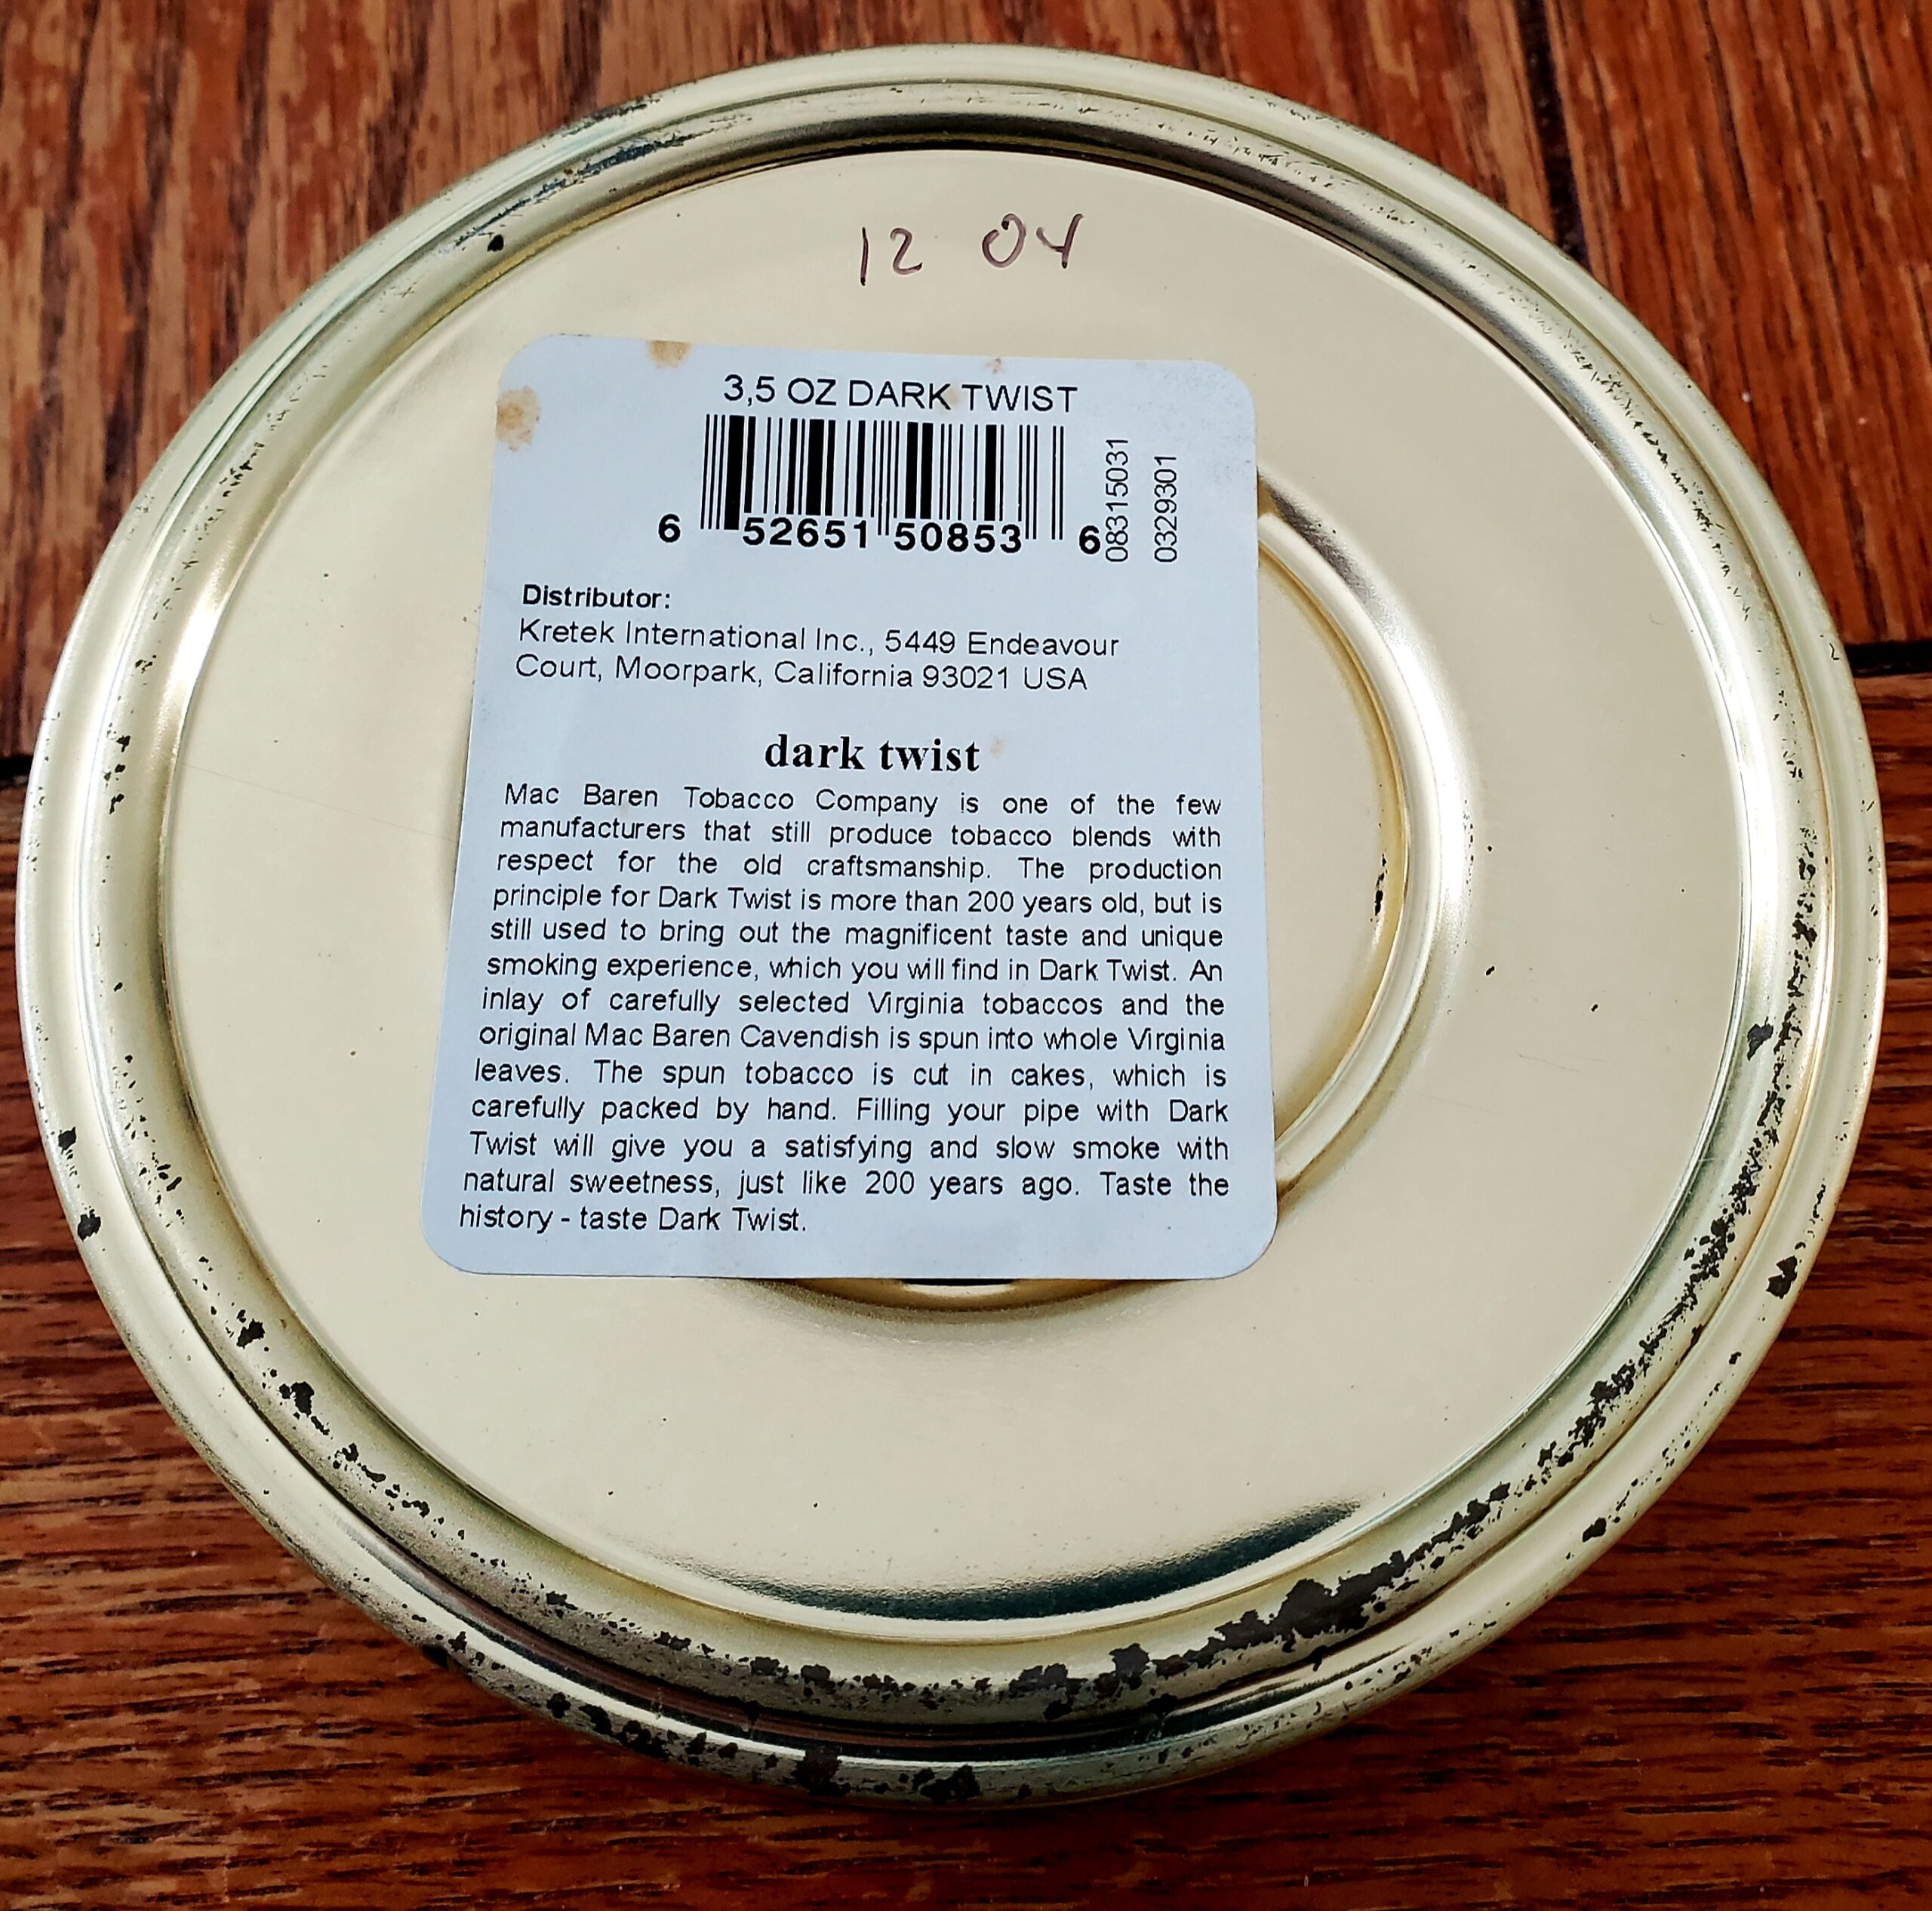 12 04
3,5 OZ DARK TWIST
6 52651 50853 6
08315031
0329301
Distributor:
Kretek International Inc., 5449 Endeavour
Court, Moorpark, California 93021 USA
dark twist
Mac Baren Tobacco Company is one of the few
manufacturers that still produce tobacco blends with
respect for the old craftsmanship. The production
principle for Dark Twist is more than 200 years old, but is
still used to bring out the magnificent taste and unique
smoking experience, which you will find in Dark Twist. An
inlay of carefully selected Virginia tobaccos and the
original Mac Baren Cavendish is spun into whole Virginia
leaves. The spun tobacco is cut in cakes, which is
carefully packed by hand. Filling your pipe with Dark
Twist will give you a satisfying and slow smoke with
natural sweetness, just like 200 years ago. Taste the
history - taste Dark Twist.